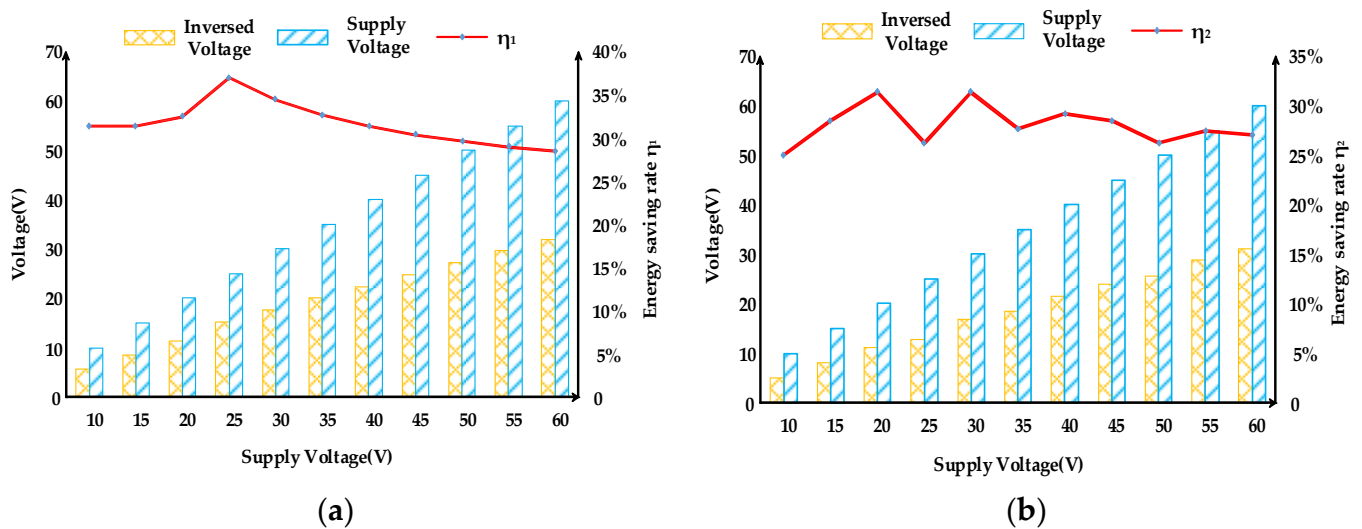 Inversed
Voltage
Supply
Voltage
η1
70
60
50
40
30
20
10
0
Voltage(V)
40%
35%
30%
25%
20%
15%
10%
5%
0
Energy saving rate η1
10 15 20 25 30 35 40 45 50 55 60
Supply Voltage(V)
(a)
Inversed
Voltage
Supply
Voltage
η2
70
60
50
40
30
20
10
0
Voltage(V)
35%
30%
25%
20%
15%
10%
5%
0
Energy saving rate η2
10 15 20 25 30 35 40 45 50 55 60
Supply Voltage(V)
(b)